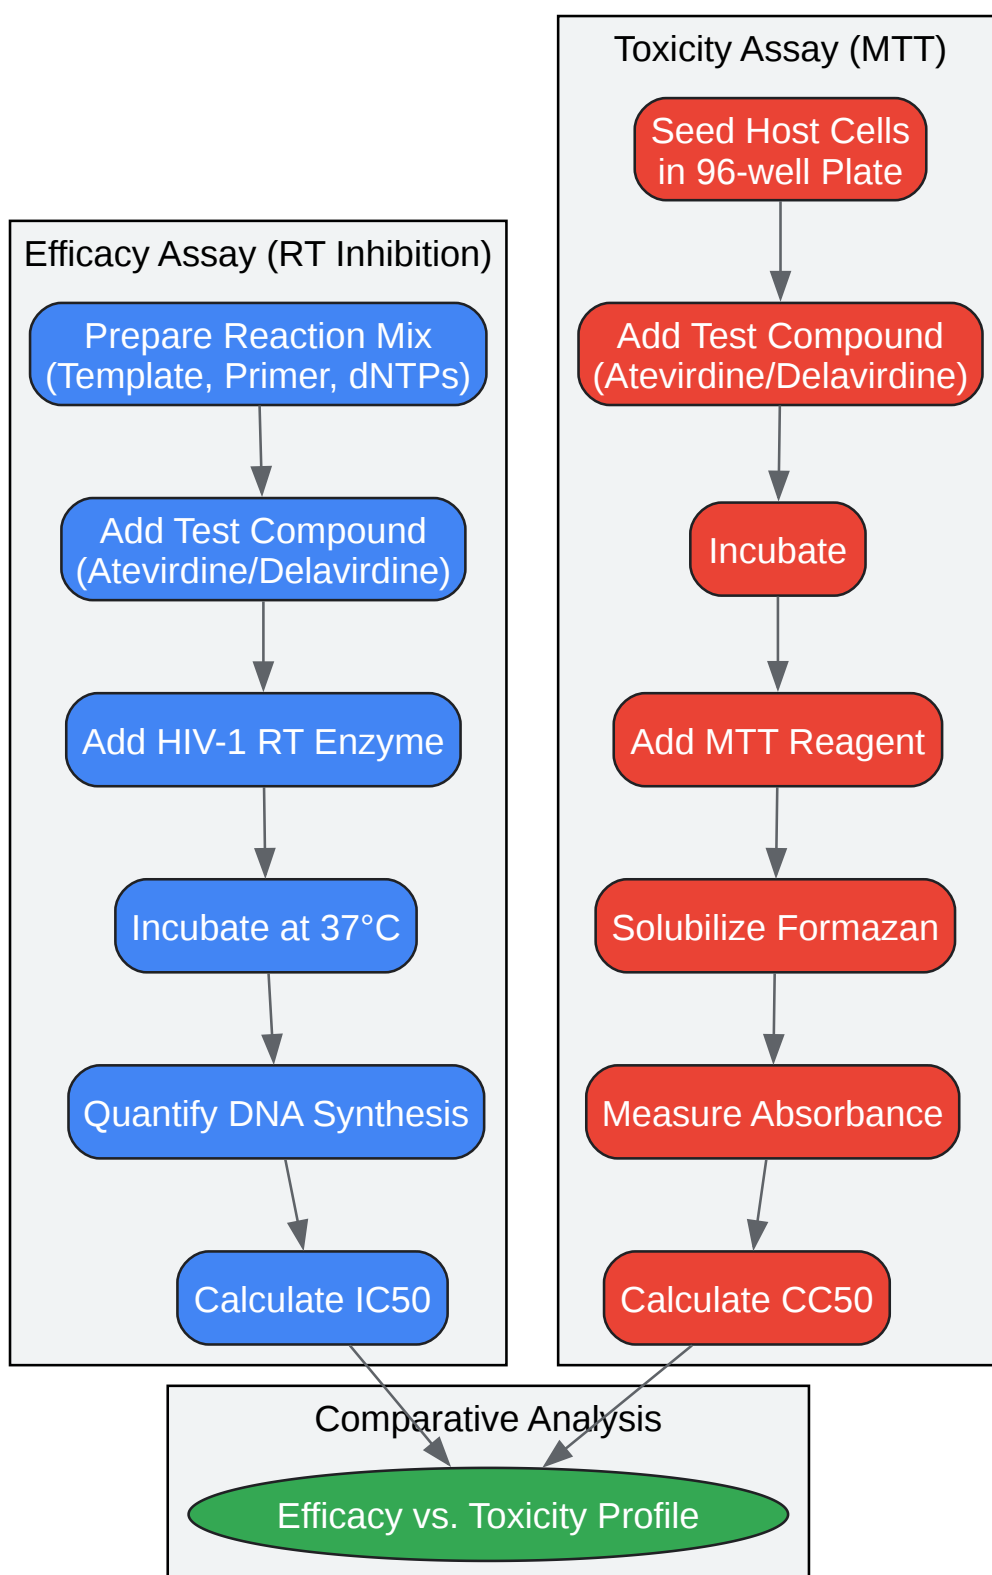 Efficacy Assay (RT Inhibition)
Prepare Reaction Mix
(Template, Primer, dNTPs)
Add Test Compound
(Atevirdine/Delavirdine)
Add HIV-1 RT Enzyme
Incubate at 37°C
Quantify DNA Synthesis
Calculate IC50
Toxicity Assay (MTT)
Seed Host Cells
in 96-well Plate
Add Test Compound
(Atevirdine/Delavirdine)
Incubate
Add MTT Reagent
Solubilize Formazan
Measure Absorbance
Calculate CC50
Comparative Analysis
Efficacy vs. Toxicity Profile